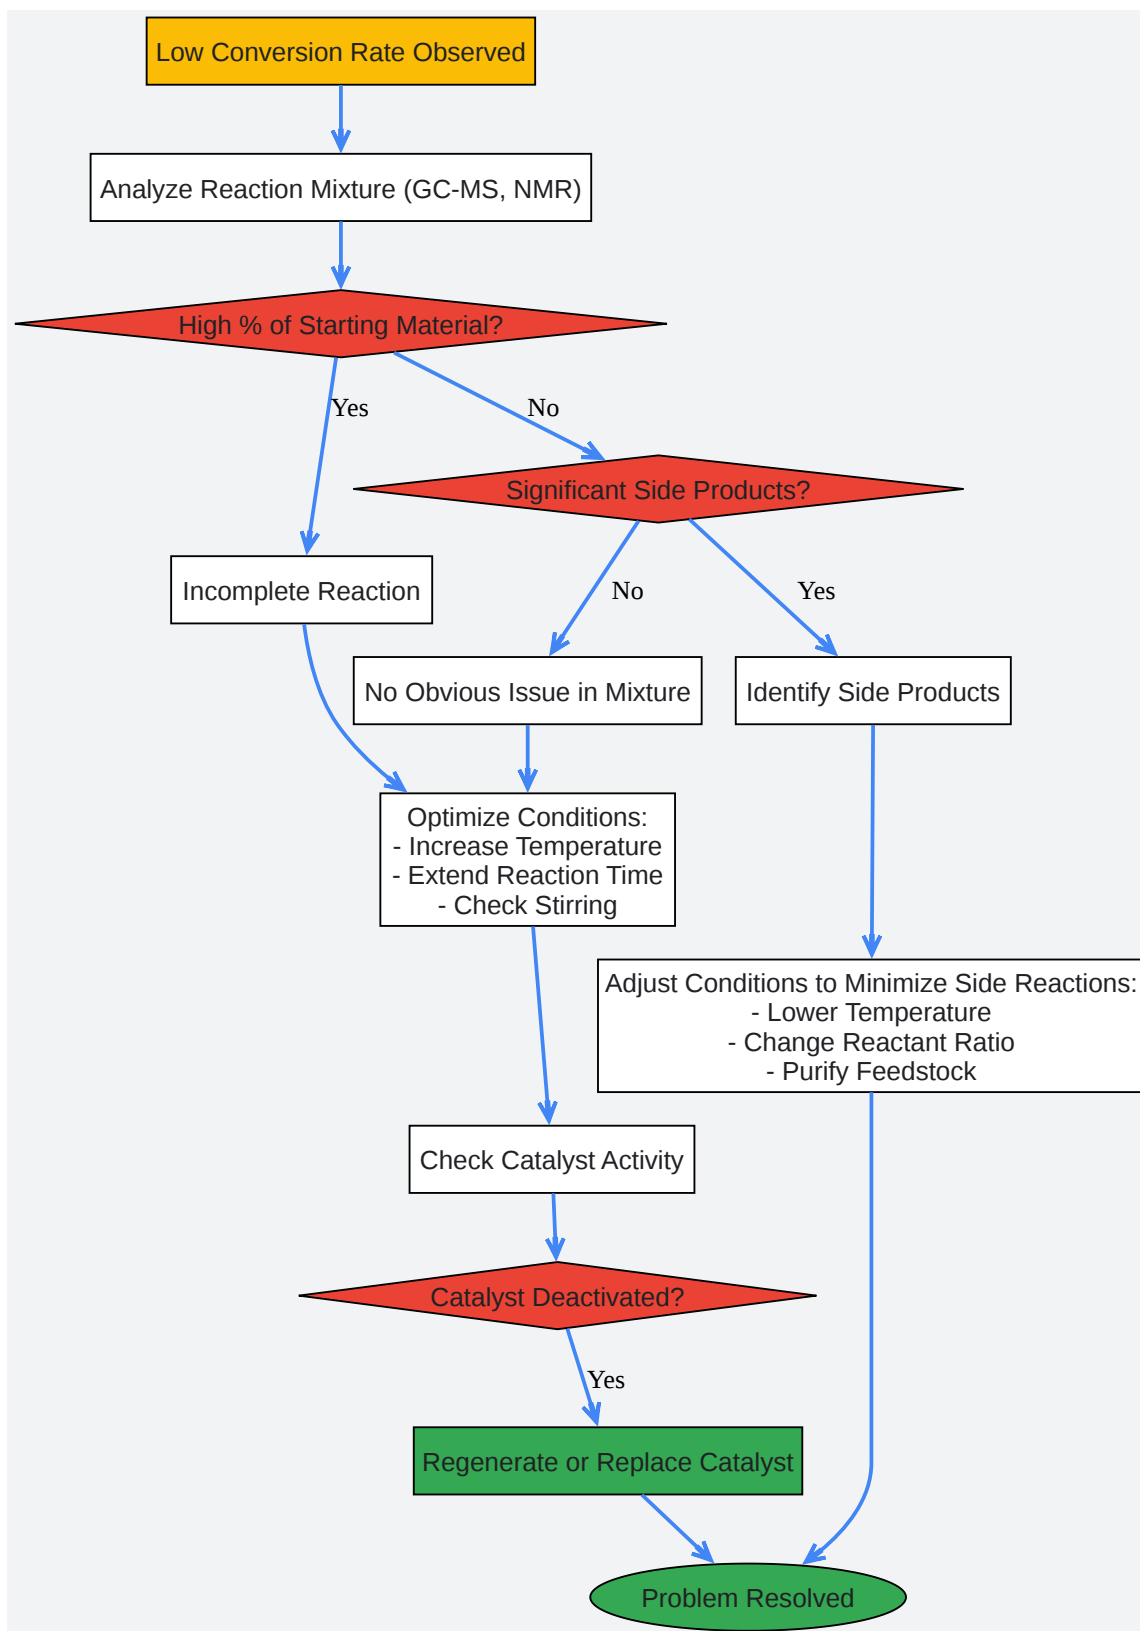 Low Conversion Rate Observed
Analyze Reaction Mixture (GC-MS, NMR)
High % of Starting Material?
Yes
No
Significant Side Products?
Incomplete Reaction
No
Yes
No Obvious Issue in Mixture
Identify Side Products
Optimize Conditions:
- Increase Temperature
- Extend Reaction Time
- Check Stirring
Adjust Conditions to Minimize Side Reactions:
- Lower Temperature
- Change Reactant Ratio
- Purify Feedstock
Check Catalyst Activity
Catalyst Deactivated?
Yes
Regenerate or Replace Catalyst
Problem Resolved